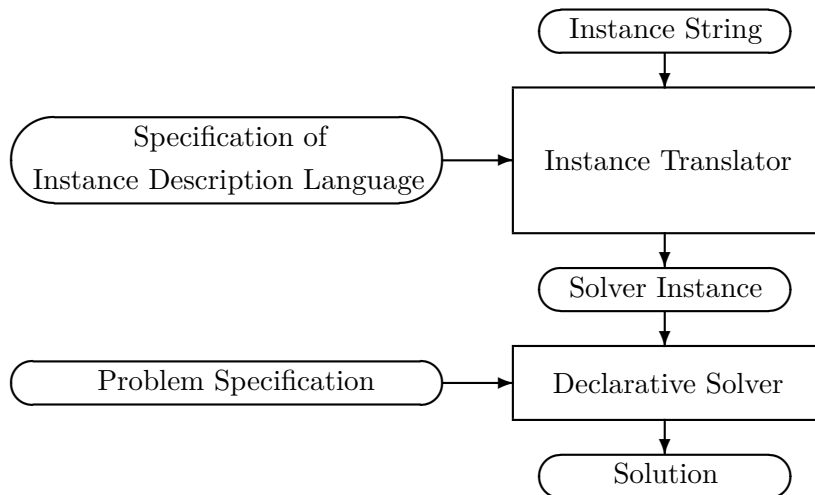 Instance String
Specification of
Instance Description Language
Instance Translator
Solver Instance
Problem Specification
Declarative Solver
Solution